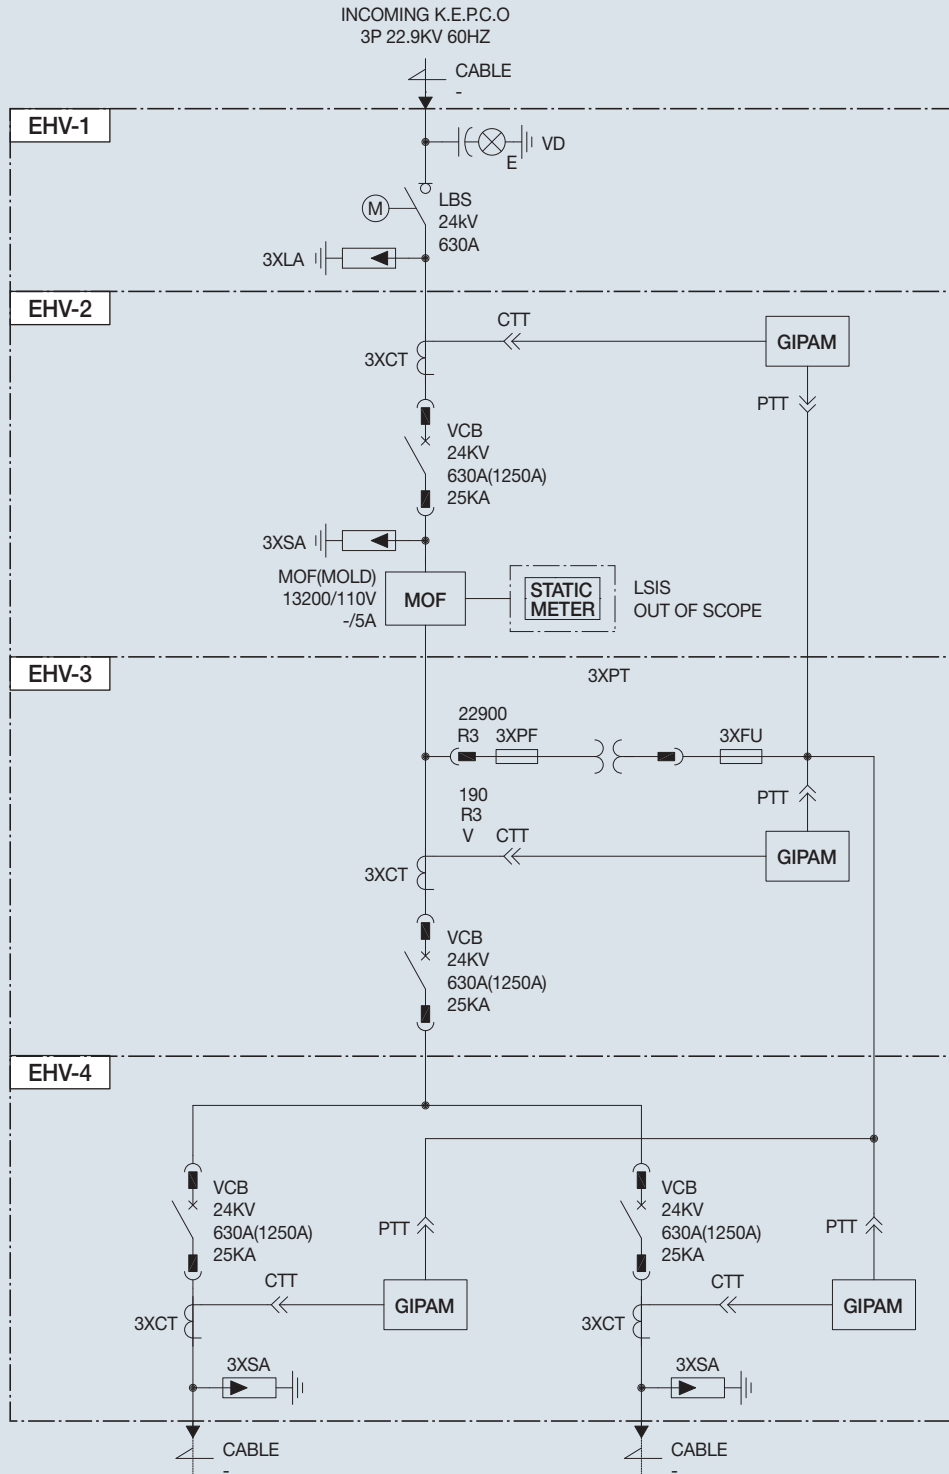 INCOMING K.E.P.C.O
3P 22.9KV 60HZ
CABLE
-
EHV-1
VD
E
M
LBS
24kV
630A
3XLA
EHV-2
CTT
GIPAM
3XCT
PTT
VCB
24KV
630A(1250A)
25KA
3XSA
MOF(MOLD)
13200/110V
-/5A
MOF
STATIC
METER
LSIS
OUT OF SCOPE
EHV-3
3XPT
22900
R3
3XPF
3XFU
190
R3
V
CTT
PTT
GIPAM
3XCT
VCB
24KV
630A(1250A)
25KA
EHV-4
VCB
24KV
630A(1250A)
25KA
PTT
CTT
GIPAM
3XCT
3XSA
VCB
24KV
630A(1250A)
25KA
PTT
CTT
GIPAM
3XCT
3XSA
CABLE
-
CABLE
-